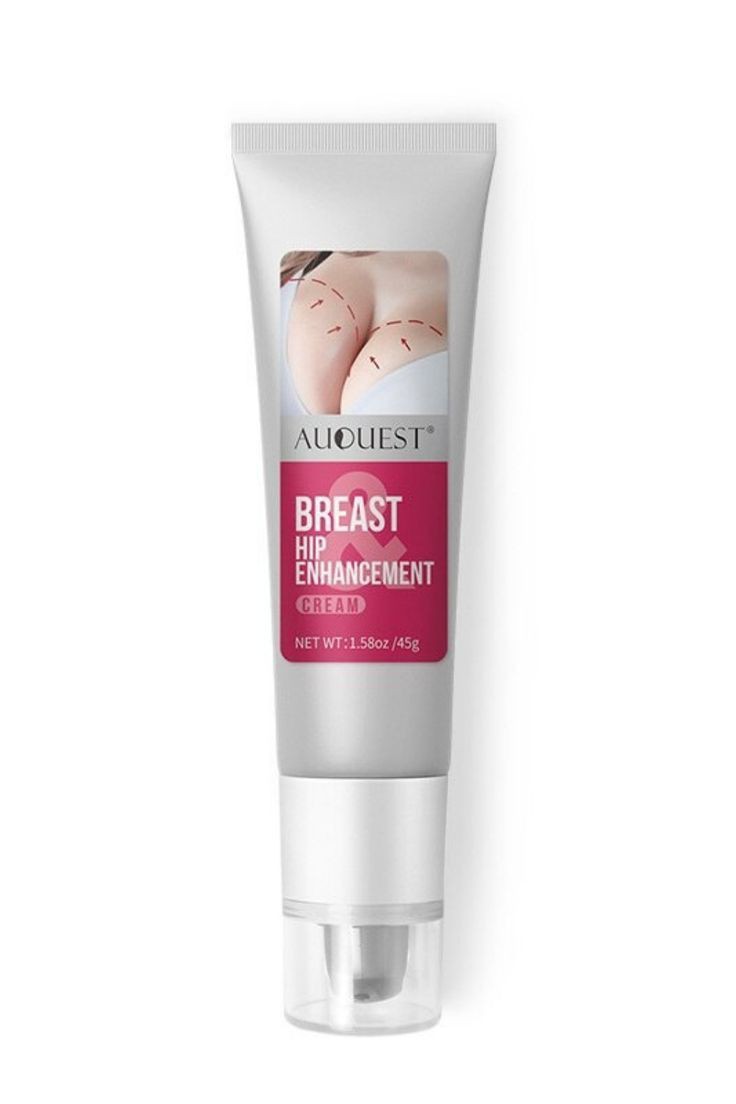 AUQUEST®
&
BREAST
HIP
ENHANCEMENT
CREAM
NET WT:1.58oz /45g